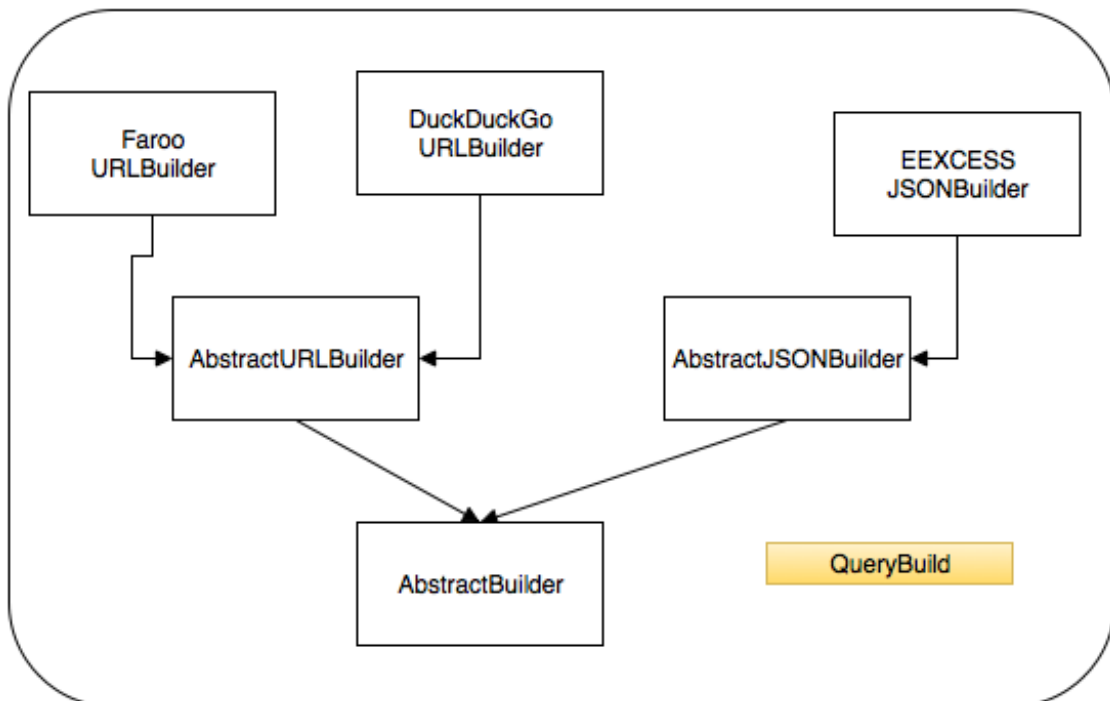 Faroo
URLBuilder
DuckDuckGo
URLBuilder
EEXCESS
JSONBuilder
AbstractURLBuilder
AbstractJSONBuilder
AbstractBuilder
QueryBuild